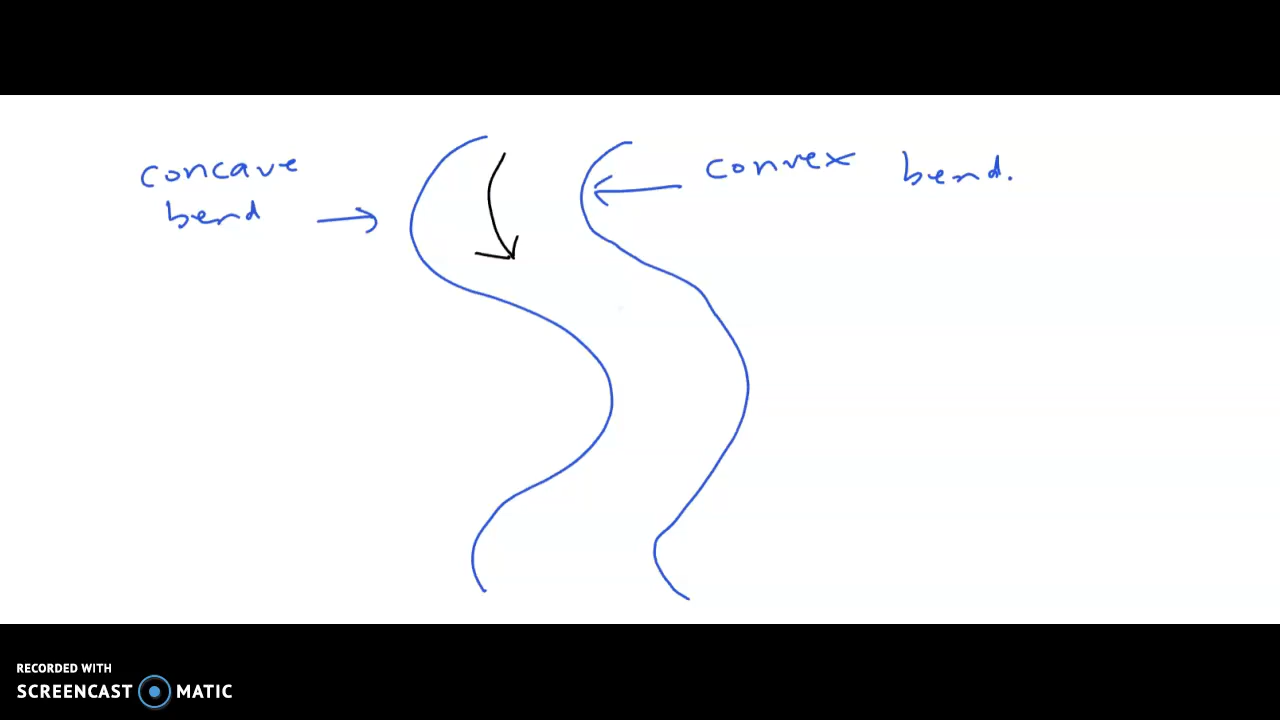 concave
bend
convex bend.
RECORDED WITH
SCREENCAST MATIC